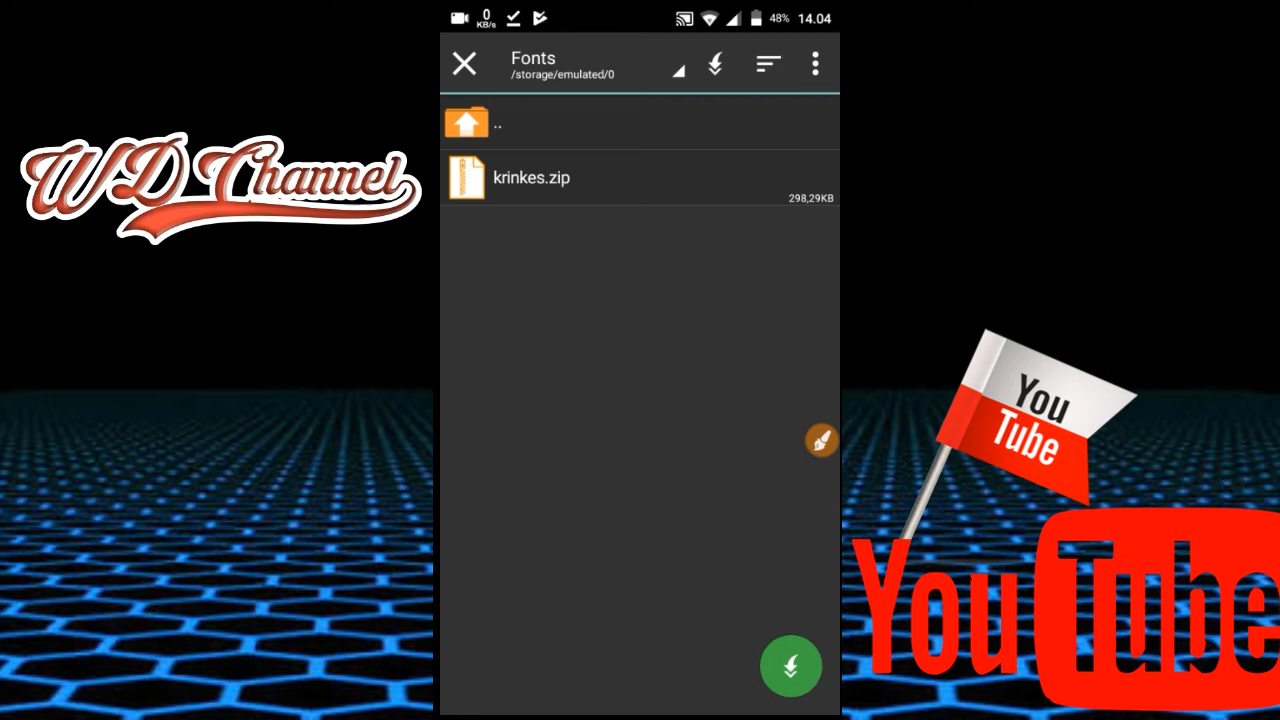 WD Channel
0
KB/s
48%
14.04
Fonts
/storage/emulated/0
..
krinkes.zip
298,29KB
You
Tube
YouTube